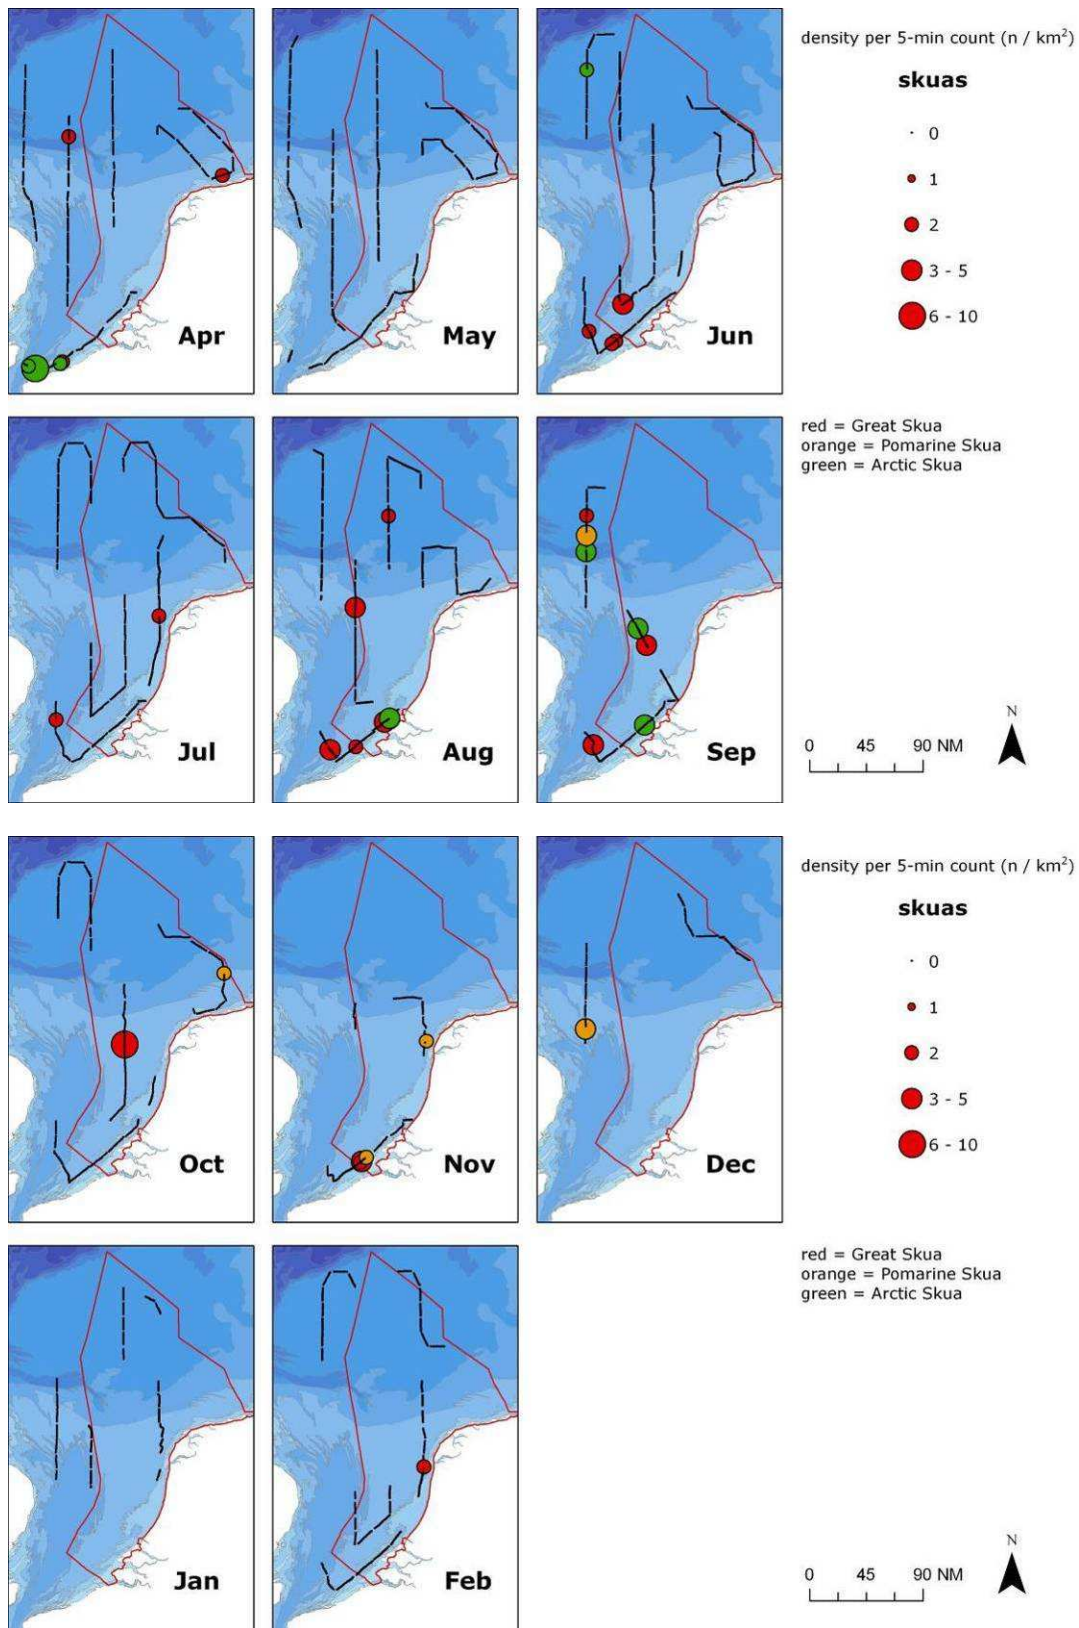 Apr
May
Jun
density per 5-min count (n / km²)
skuas
0
1
2
3 - 5
6 - 10
Jul
Aug
Sep
red = Great Skua
orange = Pomarine Skua
green = Arctic Skua
N
0 45 90 NM
Oct
Nov
Dec
density per 5-min count (n / km²)
skuas
0
1
2
3 - 5
6 - 10
Jan
Feb
red = Great Skua
orange = Pomarine Skua
green = Arctic Skua
N
0 45 90 NM